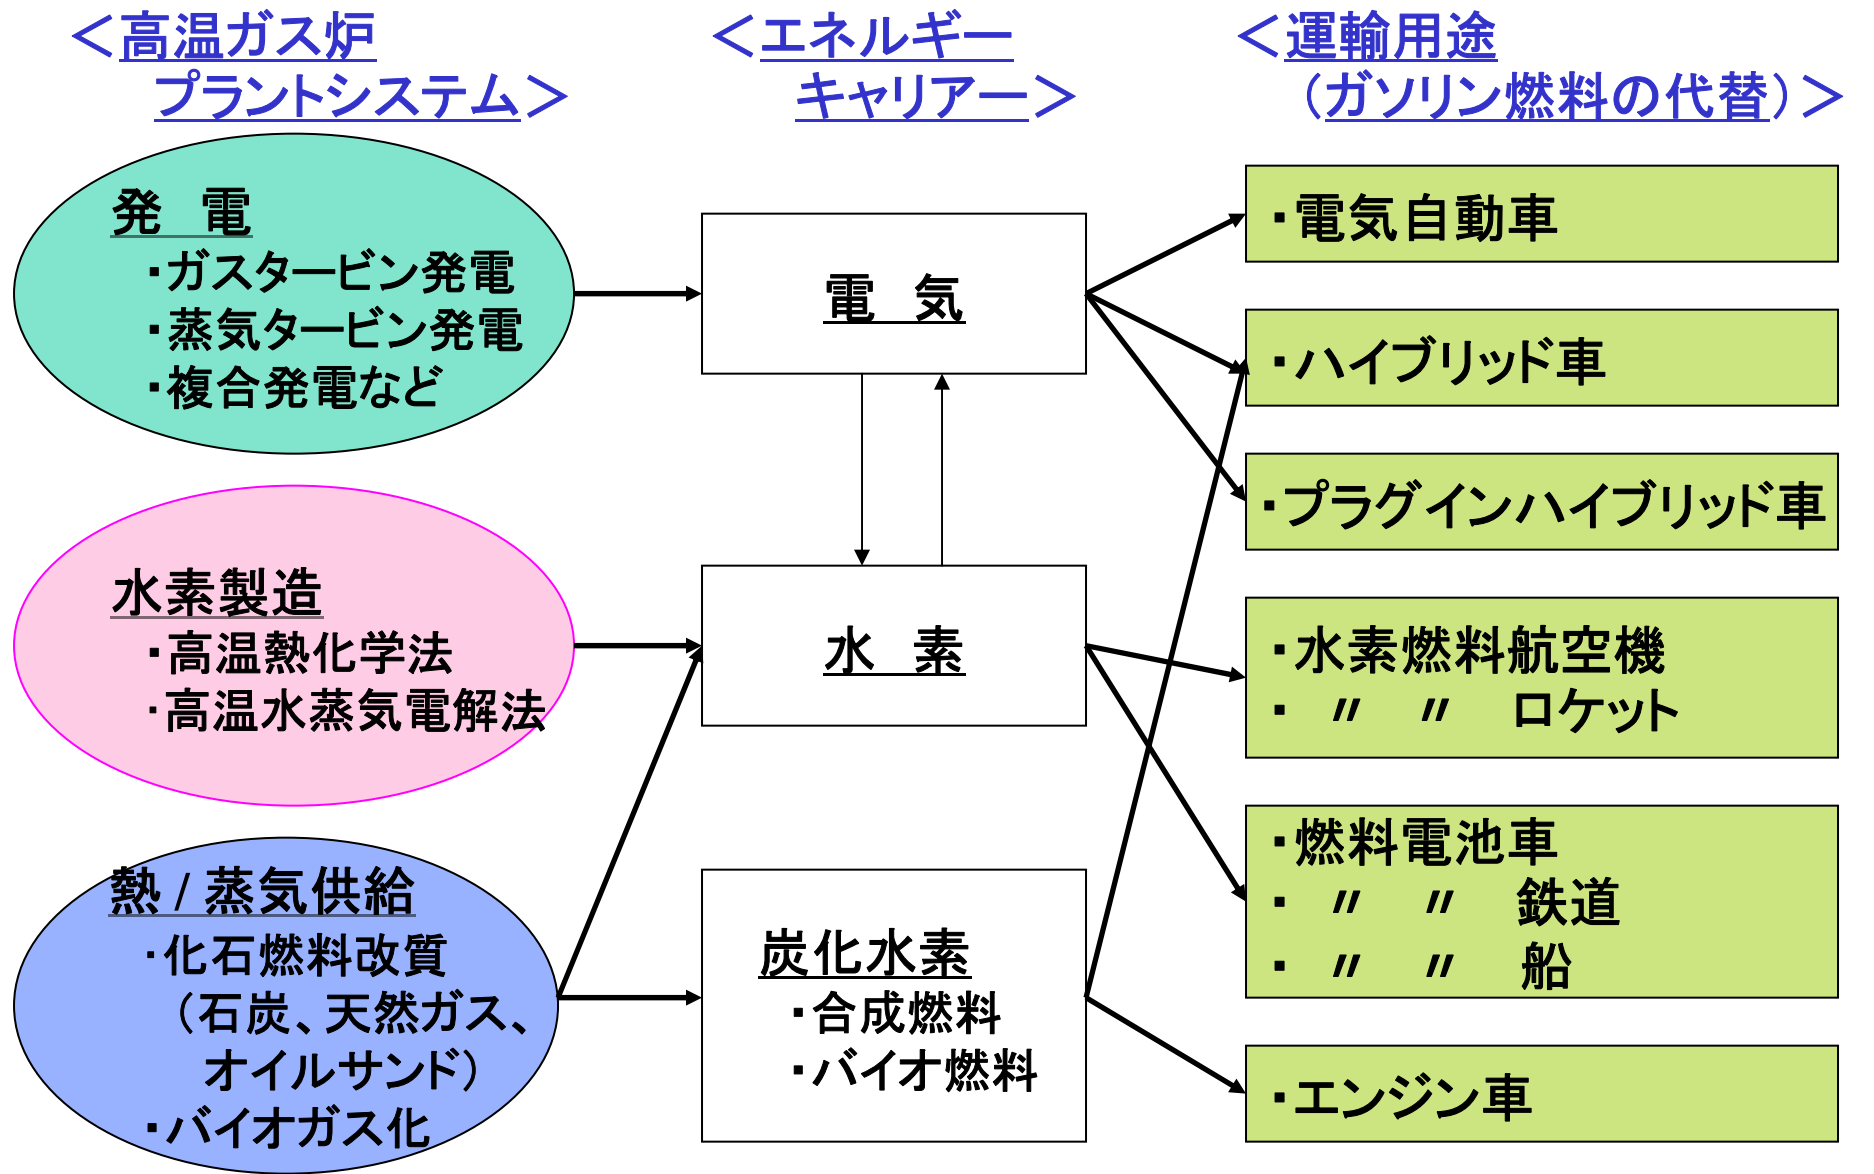 ＜高温ガス炉
プラントシステム＞
発　電
・ガスタービン発電
・蒸気タービン発電
・複合発電など
水素製造
・高温熱化学法
・高温水蒸気電解法
熱 / 蒸気供給
・化石燃料改質
（石炭、天然ガス、
オイルサンド）
・バイオガス化
＜エネルギー
キャリアー＞
電　気
水　素
炭化水素
・合成燃料
・バイオ燃料
＜運輸用途
（ガソリン燃料の代替）＞
・電気自動車
・ハイブリッド車
・プラグインハイブリッド車
・水素燃料航空機
・　〃　〃　ロケット
・燃料電池車
・　〃　〃　鉄道
・　〃　〃　船
・エンジン車